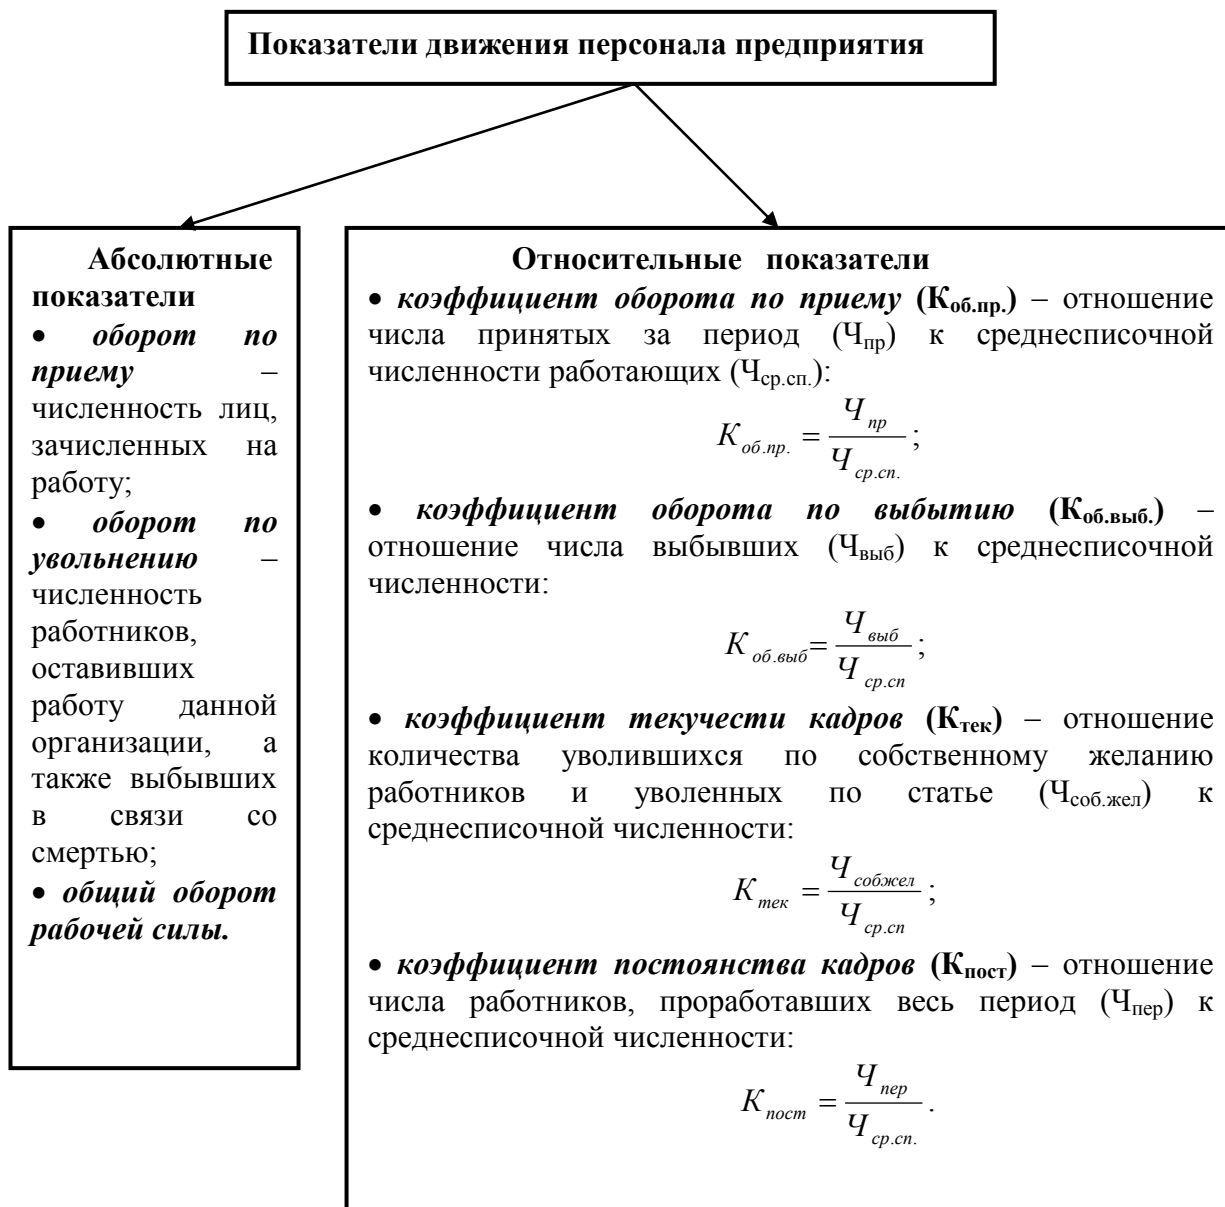 Показатели движения персонала предприятия
Абсолютные
показатели
• оборот по
приему –
численность лиц,
зачисленных на
работу;
• оборот по
увольнению –
численность
работников,
оставивших
работу данной
организации, а
также выбывших
в связи со
смертью;
• общий оборот
рабочей силы.
Относительные показатели
• коэффициент оборота по приему (Коб.пр.) – отношение
числа принятых за период (Чпр) к среднесписочной
численности работающих (Чср.сп.):
Коб.пр. = Чпр / Чср.сп. ;
• коэффициент оборота по выбытию (Коб.выб.) –
отношение числа выбывших (Чвыб) к среднесписочной
численности:
Коб.выб = Чвыб / Чср.сп ;
• коэффициент текучести кадров (Ктек) – отношение
количества уволившихся по собственному желанию
работников и уволенных по статье (Чсоб.жел) к
среднесписочной численности:
Ктек = Чсобжел / Чср.сп ;
• коэффициент постоянства кадров (Кпост) – отношение
числа работников, проработавших весь период (Чпер) к
среднесписочной численности:
Кпост = Чпер / Чср.сп. .